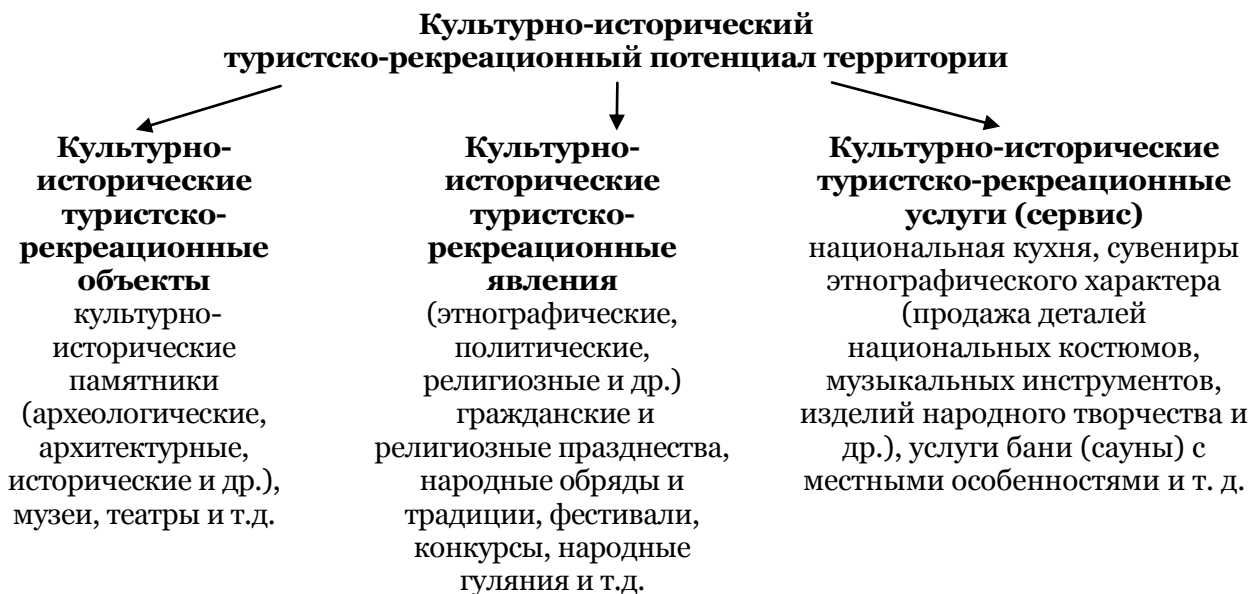 Культурно-исторический
туристско-рекреационный потенциал территории
Культурно-
исторические
туристско-
рекреационные
объекты
культурно-
исторические
памятники
(археологические,
архитектурные,
исторические и др.),
музеи, театры и т.д.
Культурно-
исторические
туристско-
рекреационные
явления
(этнографические,
политические,
религиозные и др.)
гражданские и
религиозные празднества,
народные обряды и
традиции, фестивали,
конкурсы, народные
гуляния и т.д.
Культурно-исторические
туристско-рекреационные
услуги (сервис)
национальная кухня, сувениры
этнографического характера
(продажа деталей
национальных костюмов,
музыкальных инструментов,
изделий народного творчества и
др.), услуги бани (сауны) с
местными особенностями и т. д.